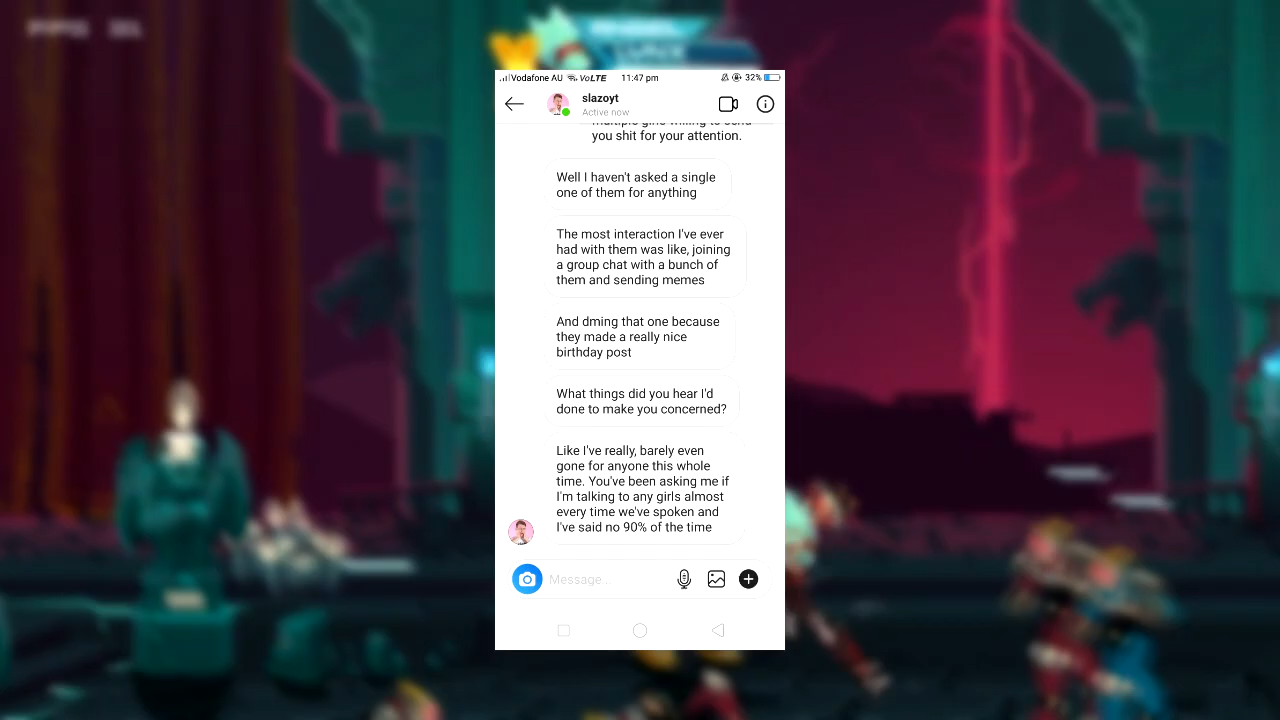 Vodafone AU VoLTE 11:47 pm 32%
slazoyt
Active now
multiple girls willing to send
you shit for your attention.
Well I haven't asked a single
one of them for anything
The most interaction I've ever
had with them was like, joining
a group chat with a bunch of
them and sending memes
And dming that one because
they made a really nice
birthday post
What things did you hear I'd
done to make you concerned?
Like I've really, barely even
gone for anyone this whole
time. You've been asking me if
I'm talking to any girls almost
every time we've spoken and
I've said no 90% of the time
Message...